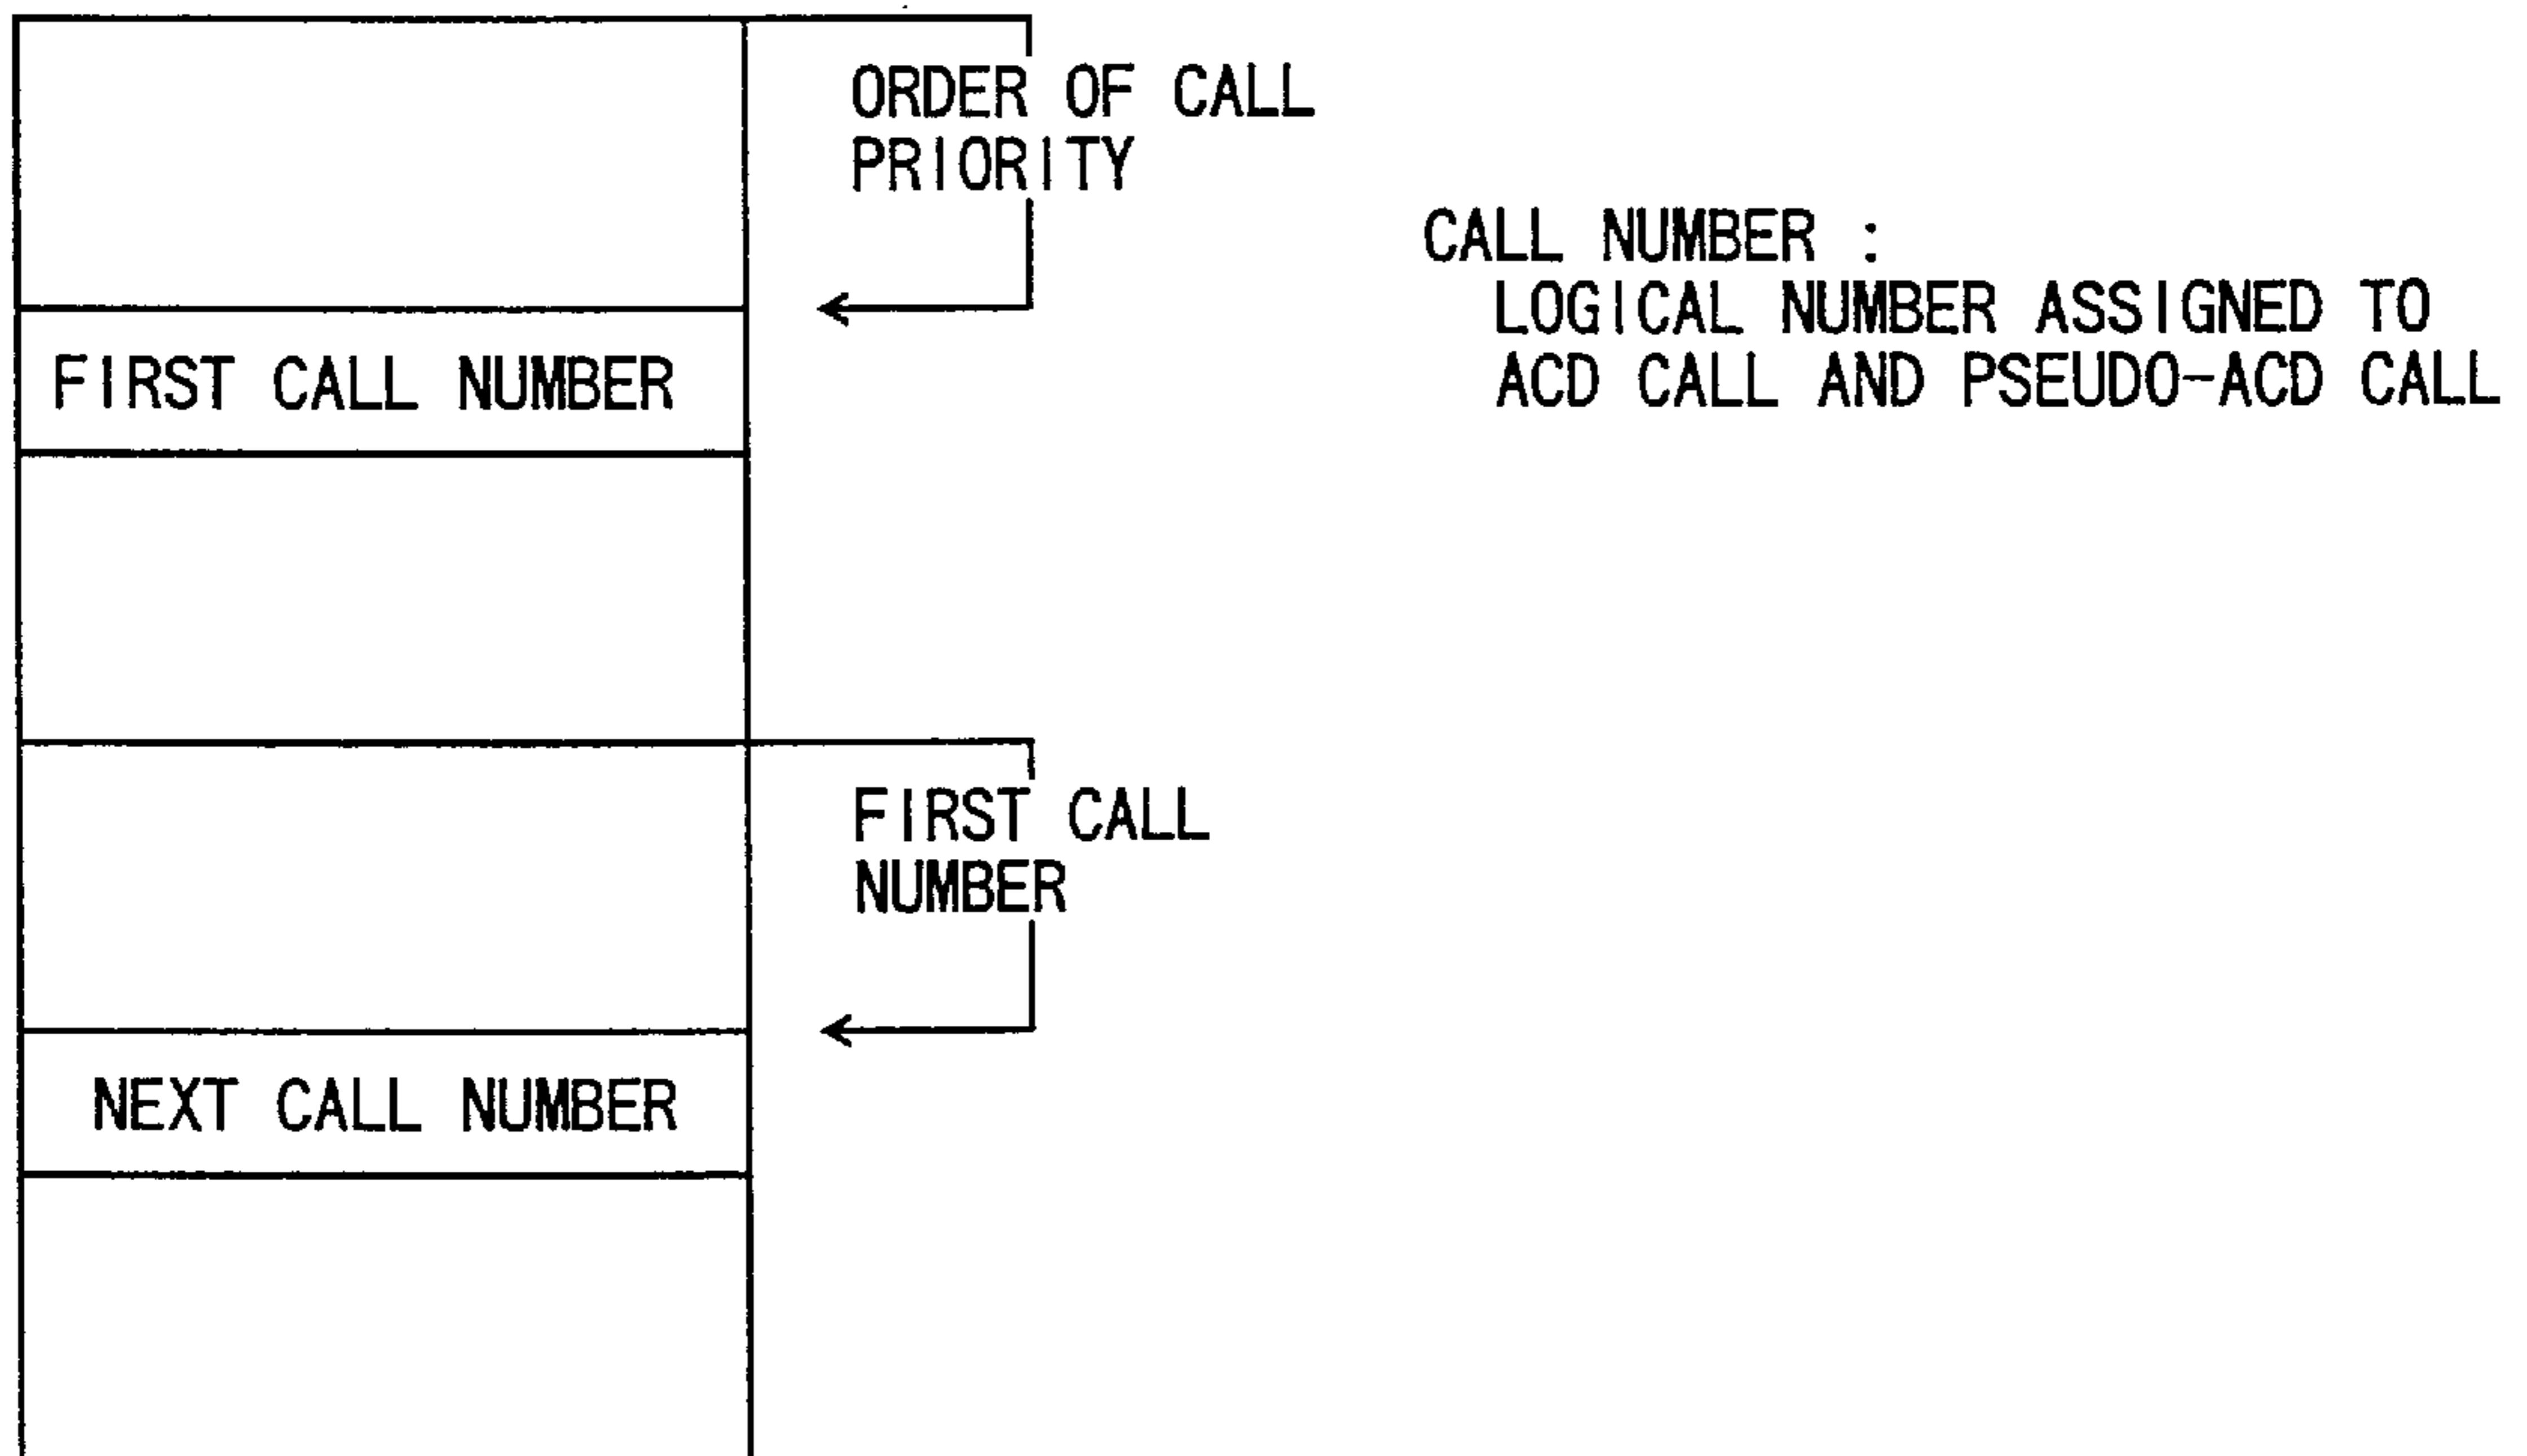 ORDER OF CALL
PRIORITY
CALL NUMBER :
LOGICAL NUMBER ASSIGNED TO
ACD CALL AND PSEUDO-ACD CALL
FIRST CALL NUMBER
FIRST CALL
NUMBER
NEXT CALL NUMBER